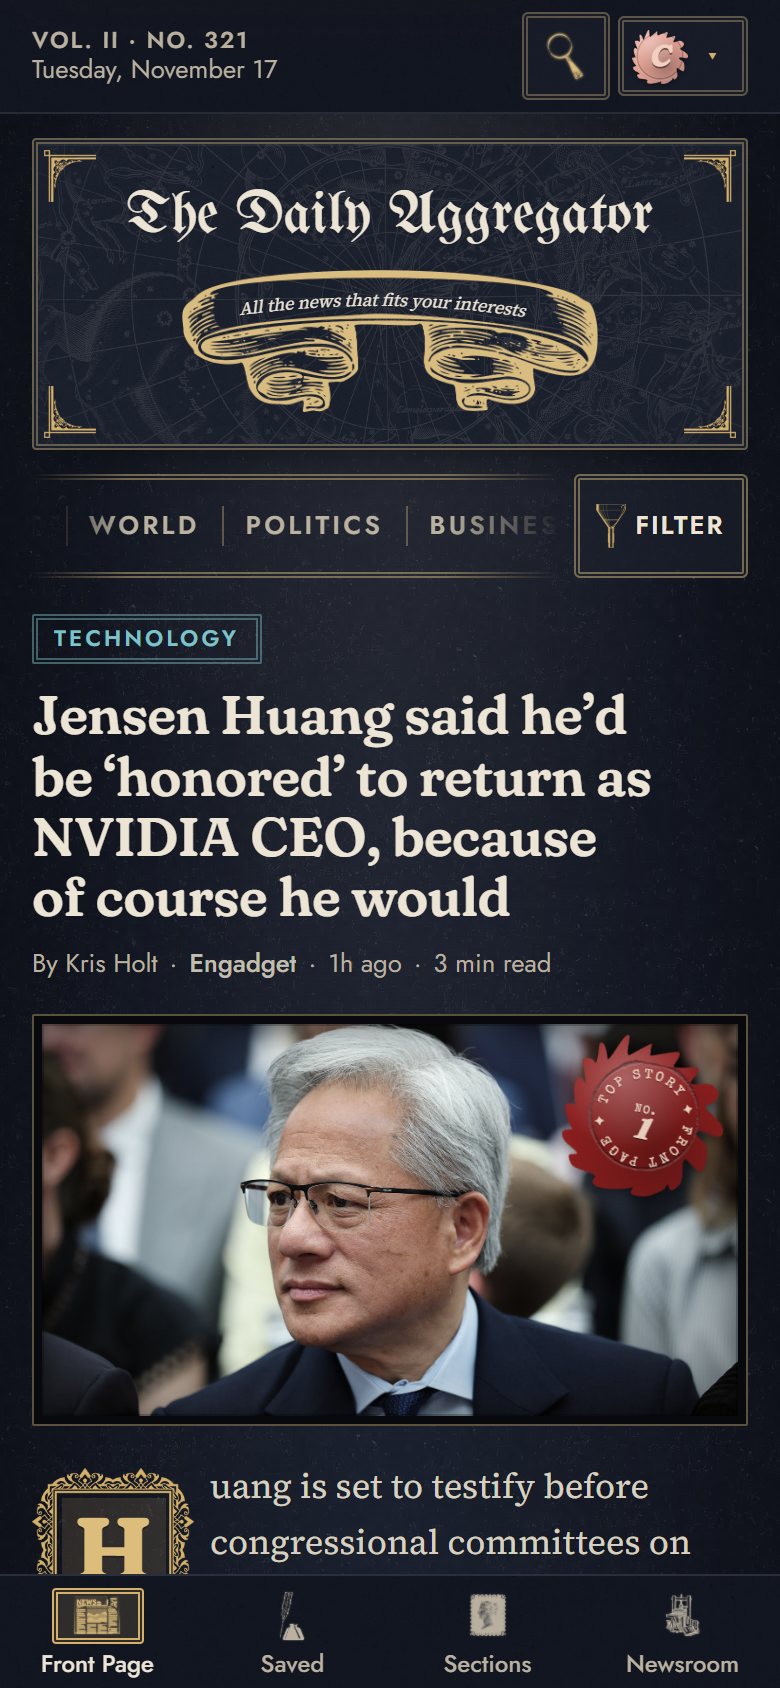 VOL. II · NO. 321
Tuesday, November 17
C
The Daily Aggregator
All the news that fits your interests
WORLD
POLITICS
BUSINES
FILTER
TECHNOLOGY
Jensen Huang said he’d
be ‘honored’ to return as
NVIDIA CEO, because
of course he would
By Kris Holt · Engadget · 1h ago · 3 min read
TOP STORY
NO.
1
FRONT PAGE
H
uang is set to testify before
congressional committees on
NEWS
Front Page
Saved
Sections
Newsroom